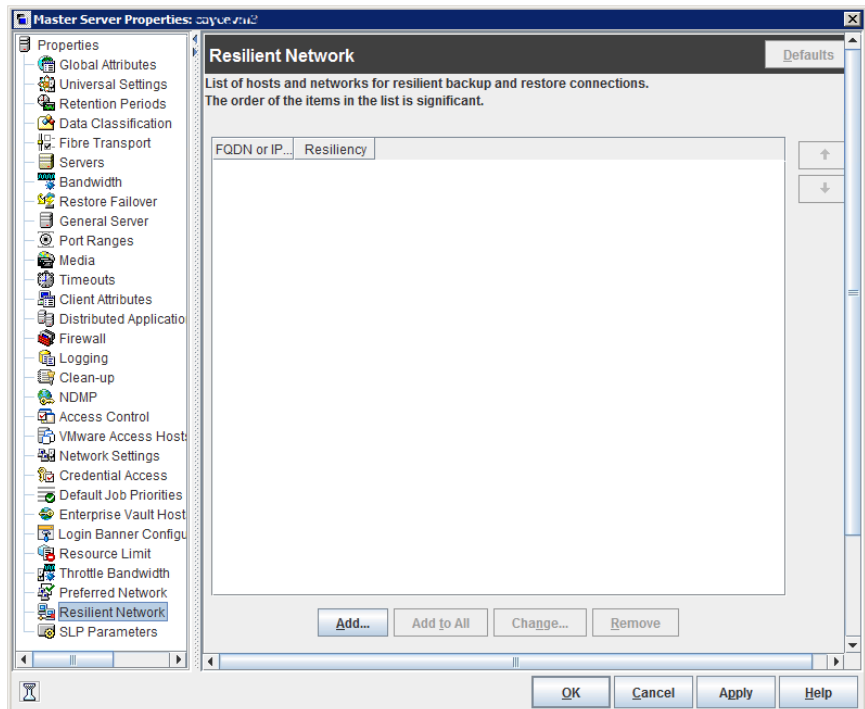 Master Server Properties:
Properties
Global Attributes
Universal Settings
Retention Periods
Data Classification
Fibre Transport
Servers
Bandwidth
Restore Failover
General Server
Port Ranges
Media
Timeouts
Client Attributes
Distributed Applicatio
Firewall
Logging
Clean-up
NDMP
Access Control
VMware Access Hosts
Network Settings
Credential Access
Default Job Priorities
Enterprise Vault Host
Login Banner Configu
Resource Limit
Throttle Bandwidth
Preferred Network
Resilient Network
SLP Parameters
Resilient Network
Defaults
List of hosts and networks for resilient backup and restore connections.
The order of the items in the list is significant.
FQDN or IP... Resiliency
Add... Add to All Change... Remove
OK Cancel Apply Help